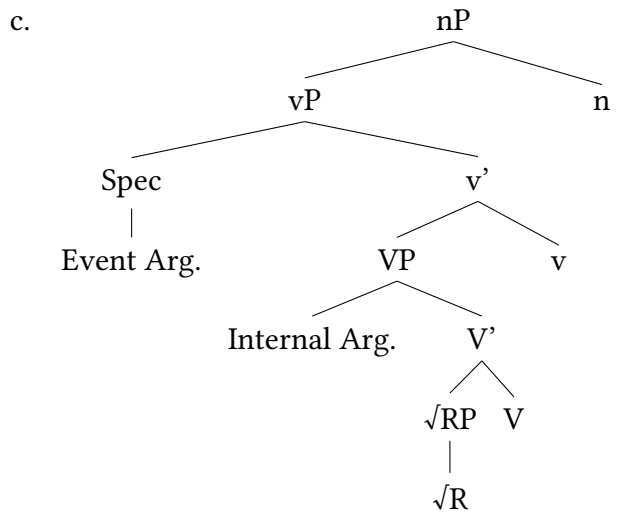 c.
nP
vP n
Spec v’
Event Arg. VP v
Internal Arg. V’
√RP V
√R